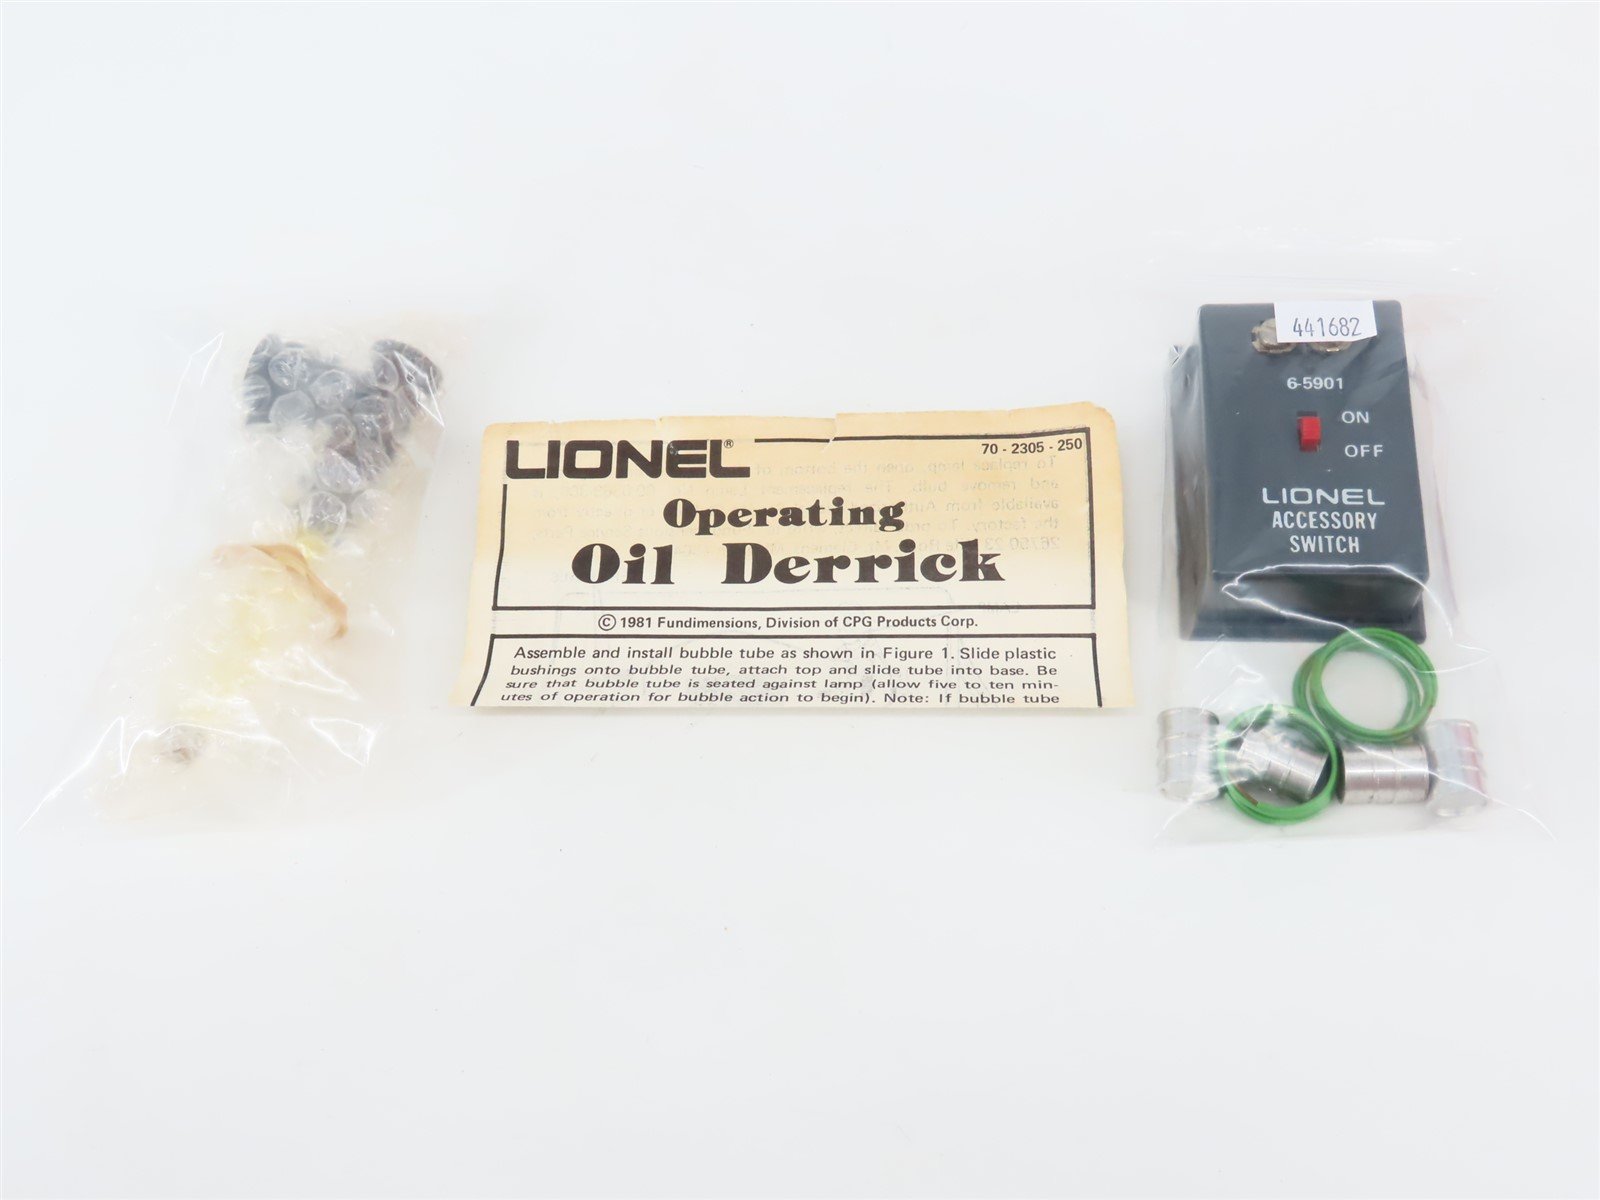 LIONEL®
70-2305-250
Operating
Oil Derrick
© 1981 Fundimensions, Division of CPG Products Corp.
Assemble and install bubble tube as shown in Figure 1. Slide plastic
bushings onto bubble tube, attach top and slide tube into base. Be
sure that bubble tube is seated against lamp (allow five to ten min-
utes of operation for bubble action to begin). Note: If bubble tube
441682
6-5901
ON
OFF
LIONEL
ACCESSORY
SWITCH